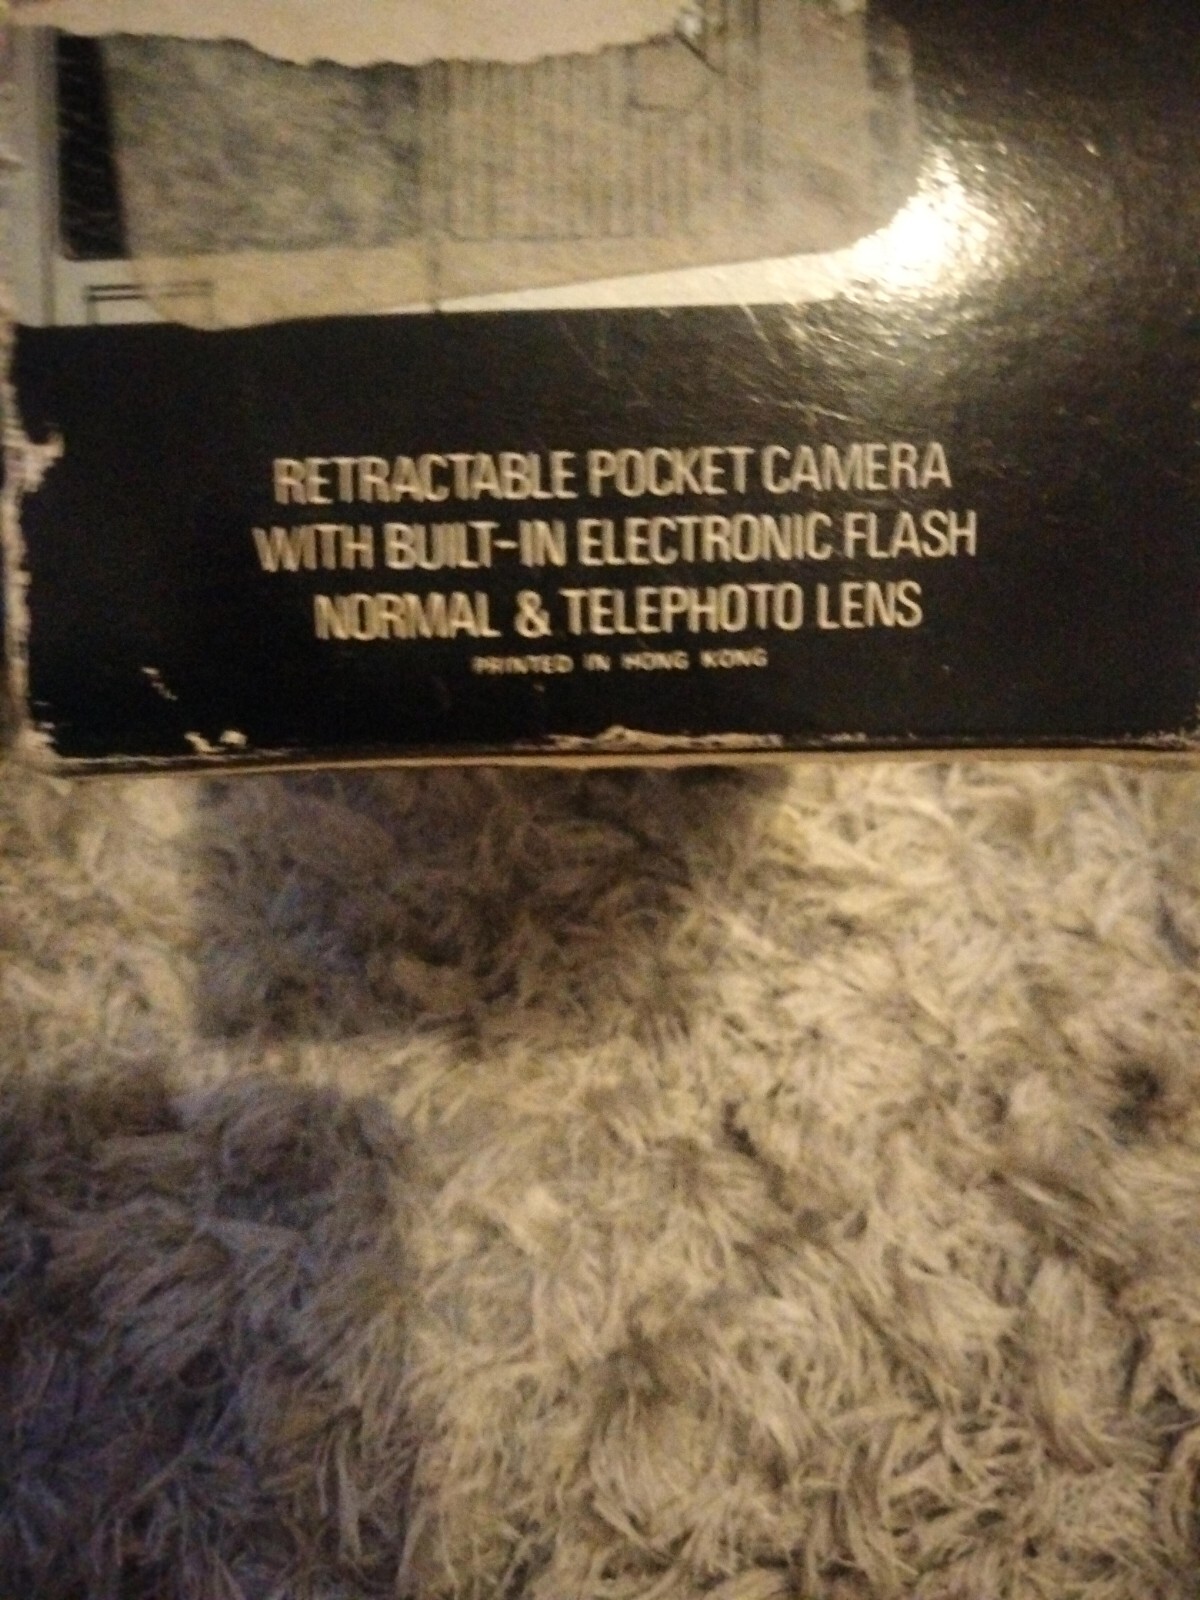 RETRACTABLE POCKET CAMERA
WITH BUILT-IN ELECTRONIC FLASH
NORMAL & TELEPHOTO LENS
PRINTED IN HONG KONG